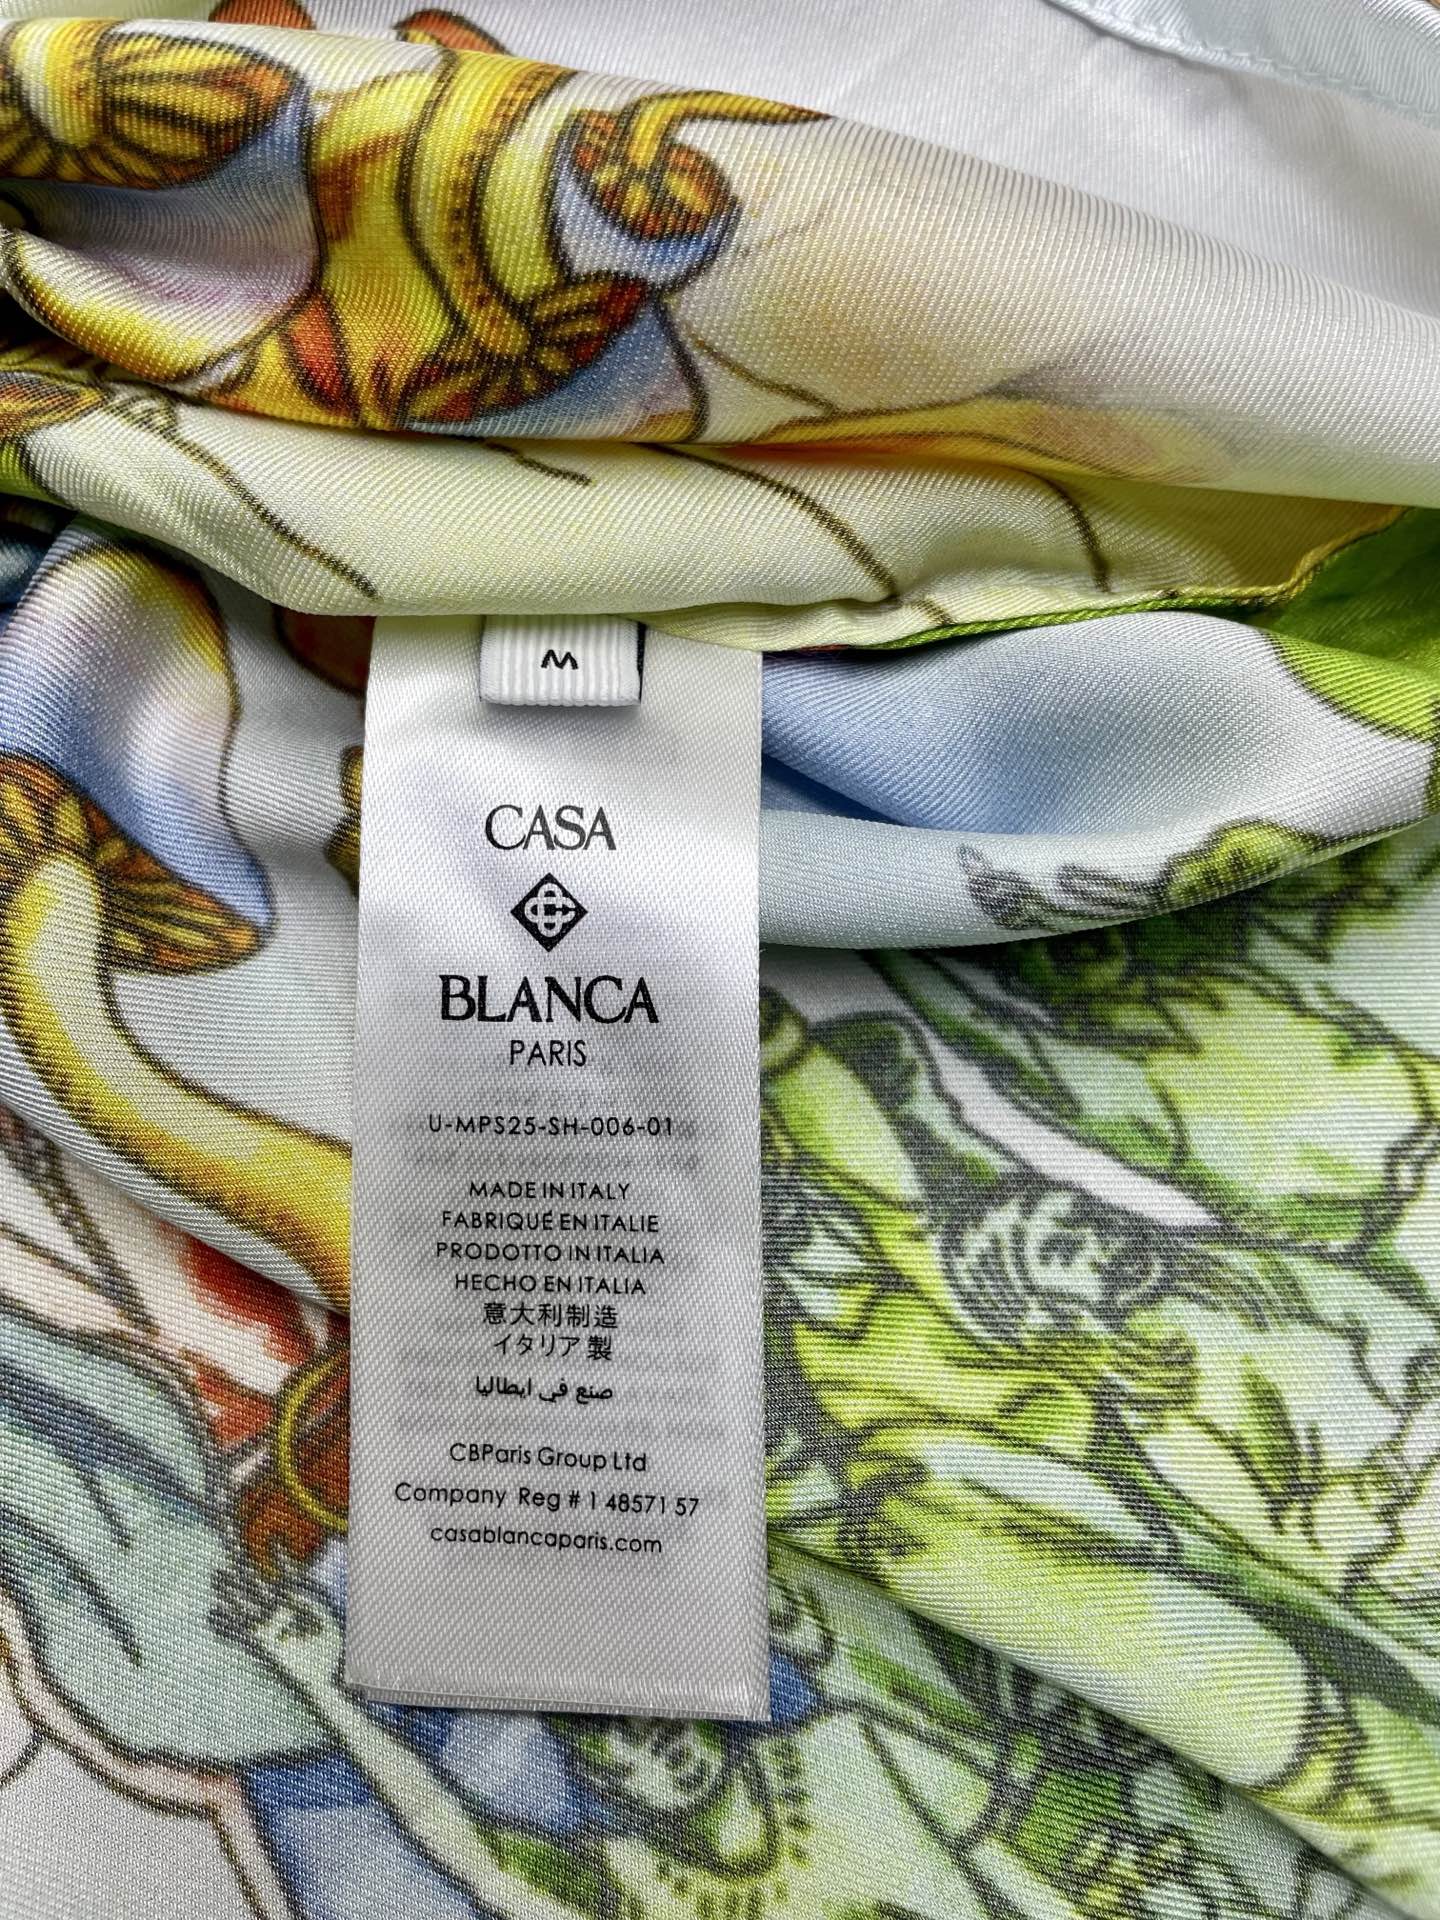 M
CASA
BLANCA
PARIS
U-MPS25-SH-006-01
MADE IN ITALY
FABRIQUÉ EN ITALIE
PRODOTTO IN ITALIA
HECHO EN ITALIA
意大利制造
イタリア製
صنع في ايطاليا
CBParis Group Ltd
Company Reg # 1 48571 57
casablancaparis.com